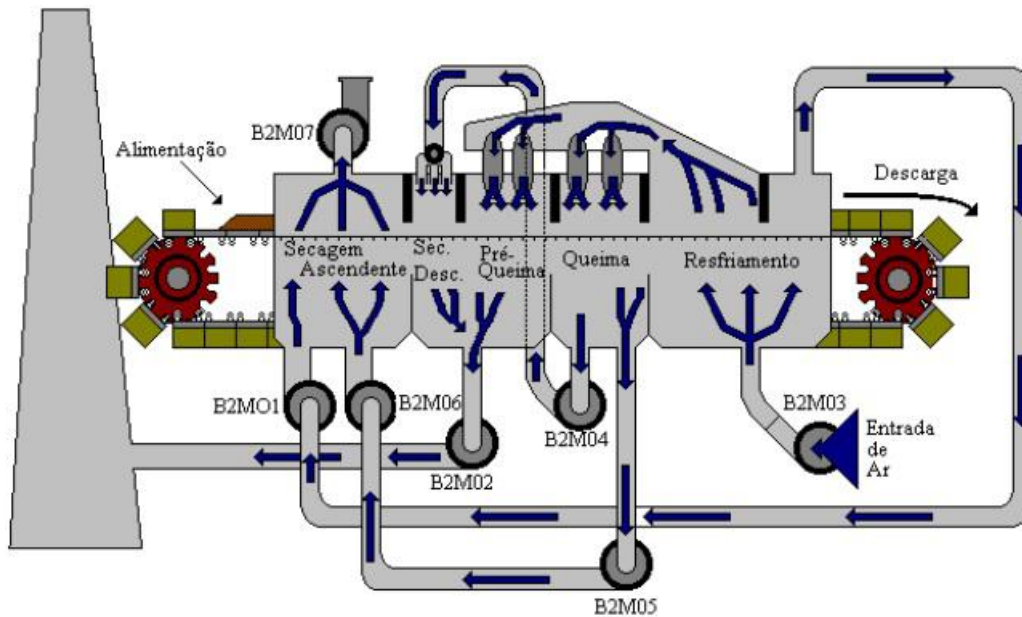 B2M07
Alimentação
Descarga
Secagem
Ascendente
Sec.
Desc.
Pré-
Queima
Queima
Resfriamento
B2MO1
B2M06
B2M02
B2M04
B2M03
Entrada
de
Ar
B2M05